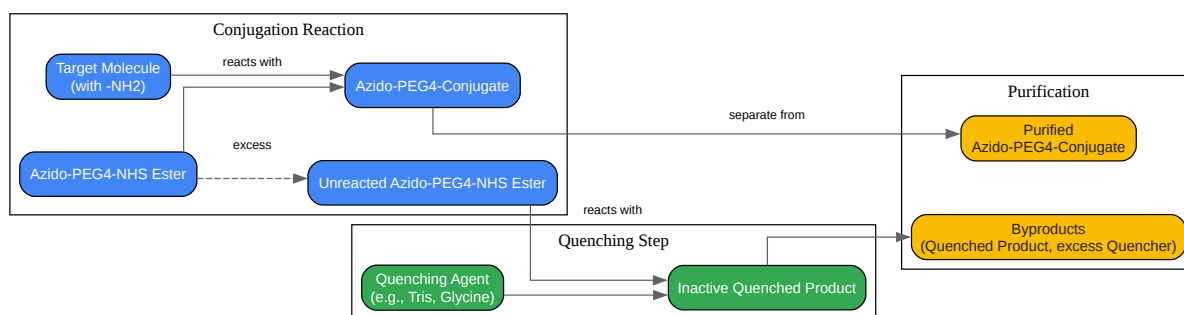 Conjugation Reaction
Target Molecule
(with -NH2)
reacts with
Azido-PEG4-Conjugate
excess
Azido-PEG4-NHS Ester
Unreacted Azido-PEG4-NHS Ester
separate from
Purification
Purified
Azido-PEG4-Conjugate
Byproducts
(Quenched Product, excess Quencher)
reacts with
Quenching Step
Quenching Agent
(e.g., Tris, Glycine)
Inactive Quenched Product